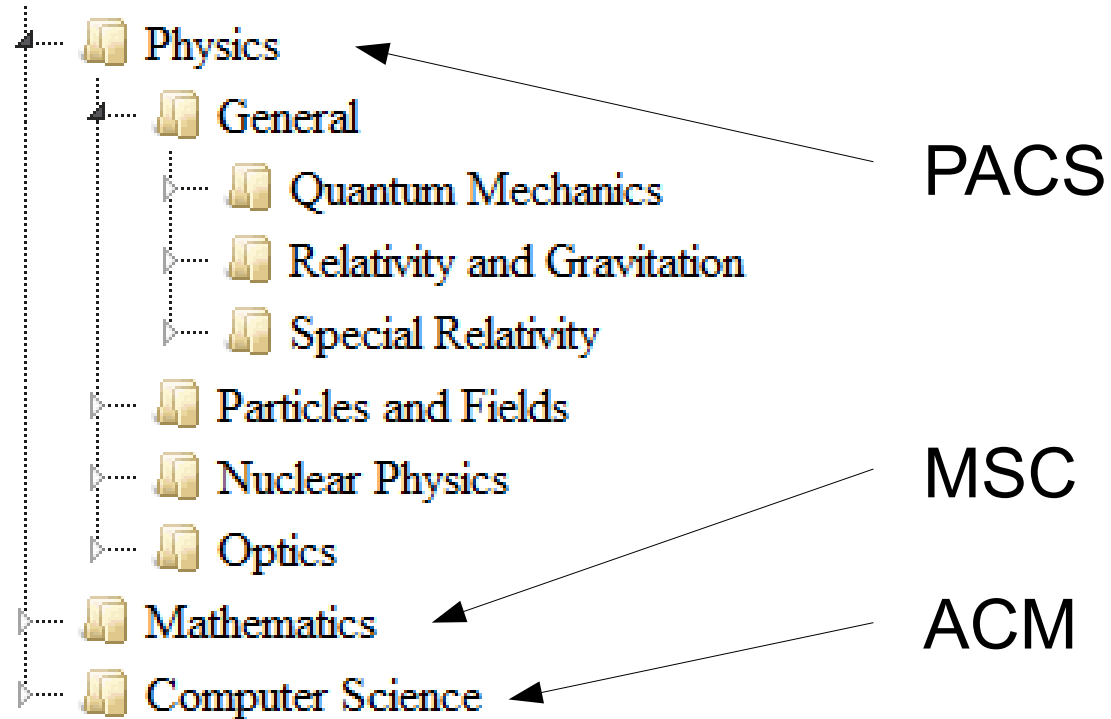 Physics
General
PACS
Quantum Mechanics
Relativity and Gravitation
Special Relativity
Particles and Fields
MSC
Nuclear Physics
Optics
Mathematics
ACM
Computer Science